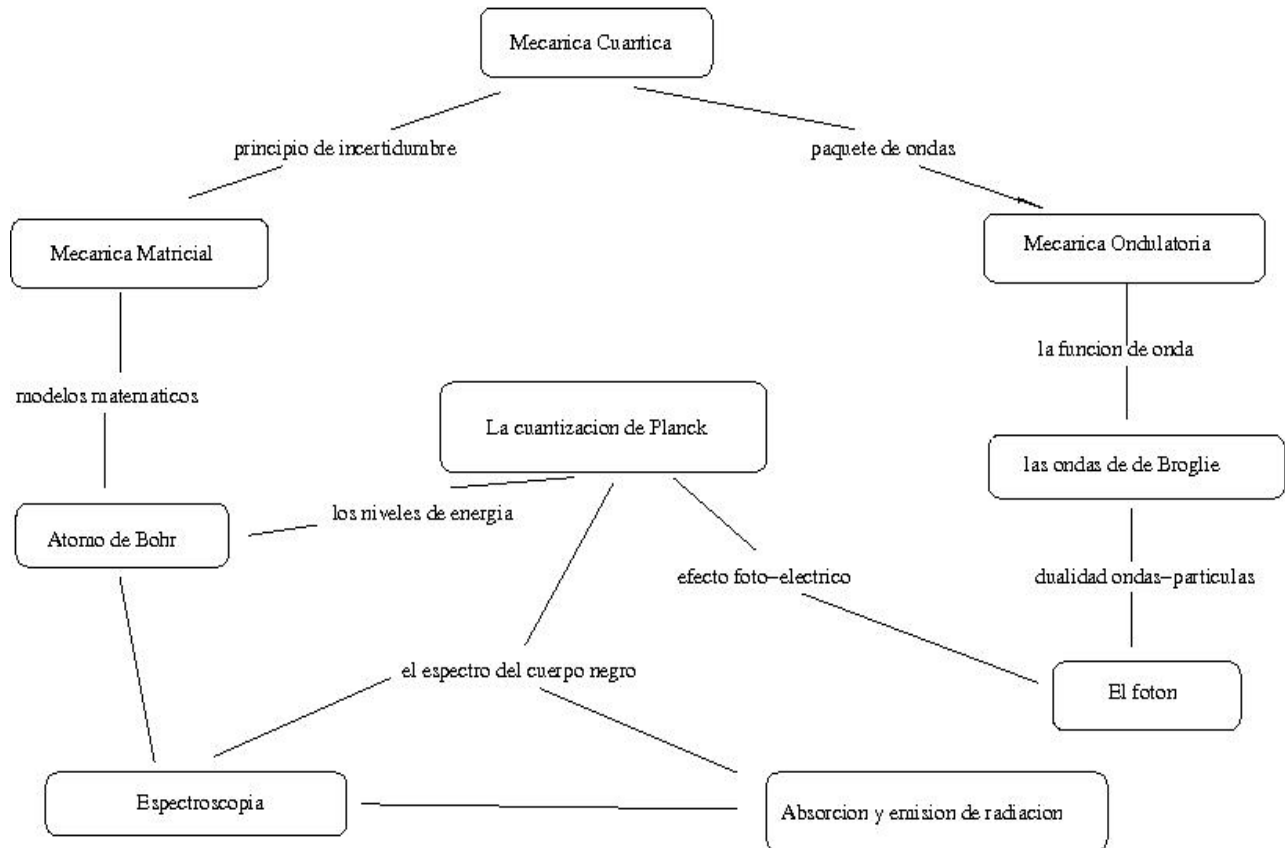 Mecanica Cuantica
principio de incertidumbre
paquete de ondas
Mecanica Matricial
Mecanica Ondulatoria
la funcion de onda
modelos matematicos
La cuantizacion de Planck
las ondas de de Broglie
los niveles de energia
Atomo de Bohr
efecto foto-electrico
dualidad ondas-particulas
el espectro del cuerpo negro
El foton
Espectroscopia
Absorcion y emision de radiacion